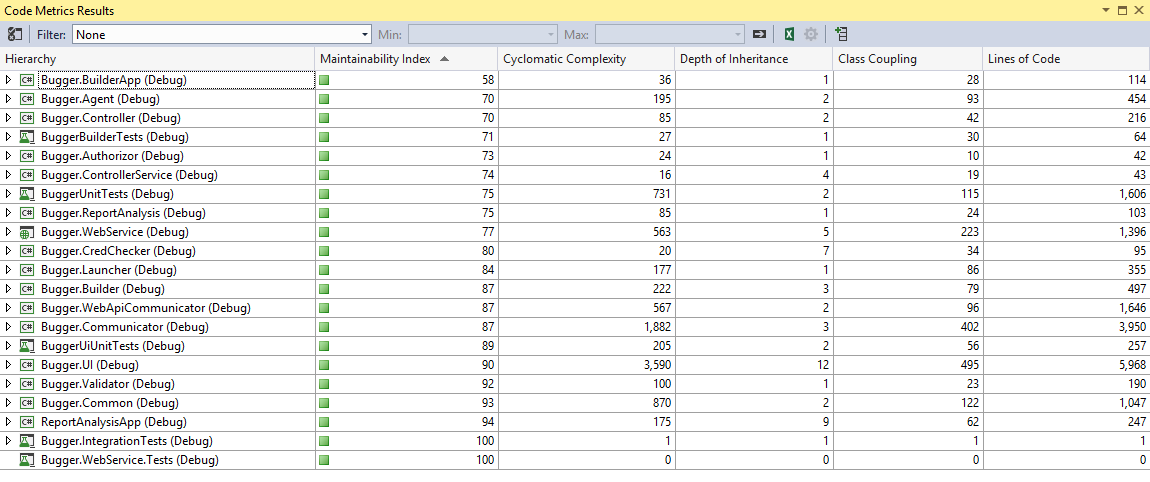 Code Metrics Results
Filter: None Min: Max:
Hierarchy Maintainability Index Cyclomatic Complexity Depth of Inheritance Class Coupling Lines of Code
C# Bugger.BuilderApp (Debug) 58 36 1 28 114
C# Bugger.Agent (Debug) 70 195 2 93 454
C# Bugger.Controller (Debug) 70 85 2 42 216
BuggerBuilderTests (Debug) 71 27 1 30 64
C# Bugger.Authorizor (Debug) 73 24 1 10 42
C# Bugger.ControllerService (Debug) 74 16 4 19 43
BuggerUnitTests (Debug) 75 731 2 115 1,606
C# Bugger.ReportAnalysis (Debug) 75 85 1 24 103
Bugger.WebService (Debug) 77 563 5 223 1,396
C# Bugger.CredChecker (Debug) 80 20 7 34 95
C# Bugger.Launcher (Debug) 84 177 1 86 355
C# Bugger.Builder (Debug) 87 222 3 79 497
C# Bugger.WebApiCommunicator (Debug) 87 567 2 96 1,646
C# Bugger.Communicator (Debug) 87 1,882 3 402 3,950
BuggerUiUnitTests (Debug) 89 205 2 56 257
C# Bugger.UI (Debug) 90 3,590 12 495 5,968
C# Bugger.Validator (Debug) 92 100 1 23 190
C# Bugger.Common (Debug) 93 870 2 122 1,047
C# ReportAnalysisApp (Debug) 94 175 9 62 247
Bugger.IntegrationTests (Debug) 100 1 1 1 1
Bugger.WebService.Tests (Debug) 100 0 0 0 0